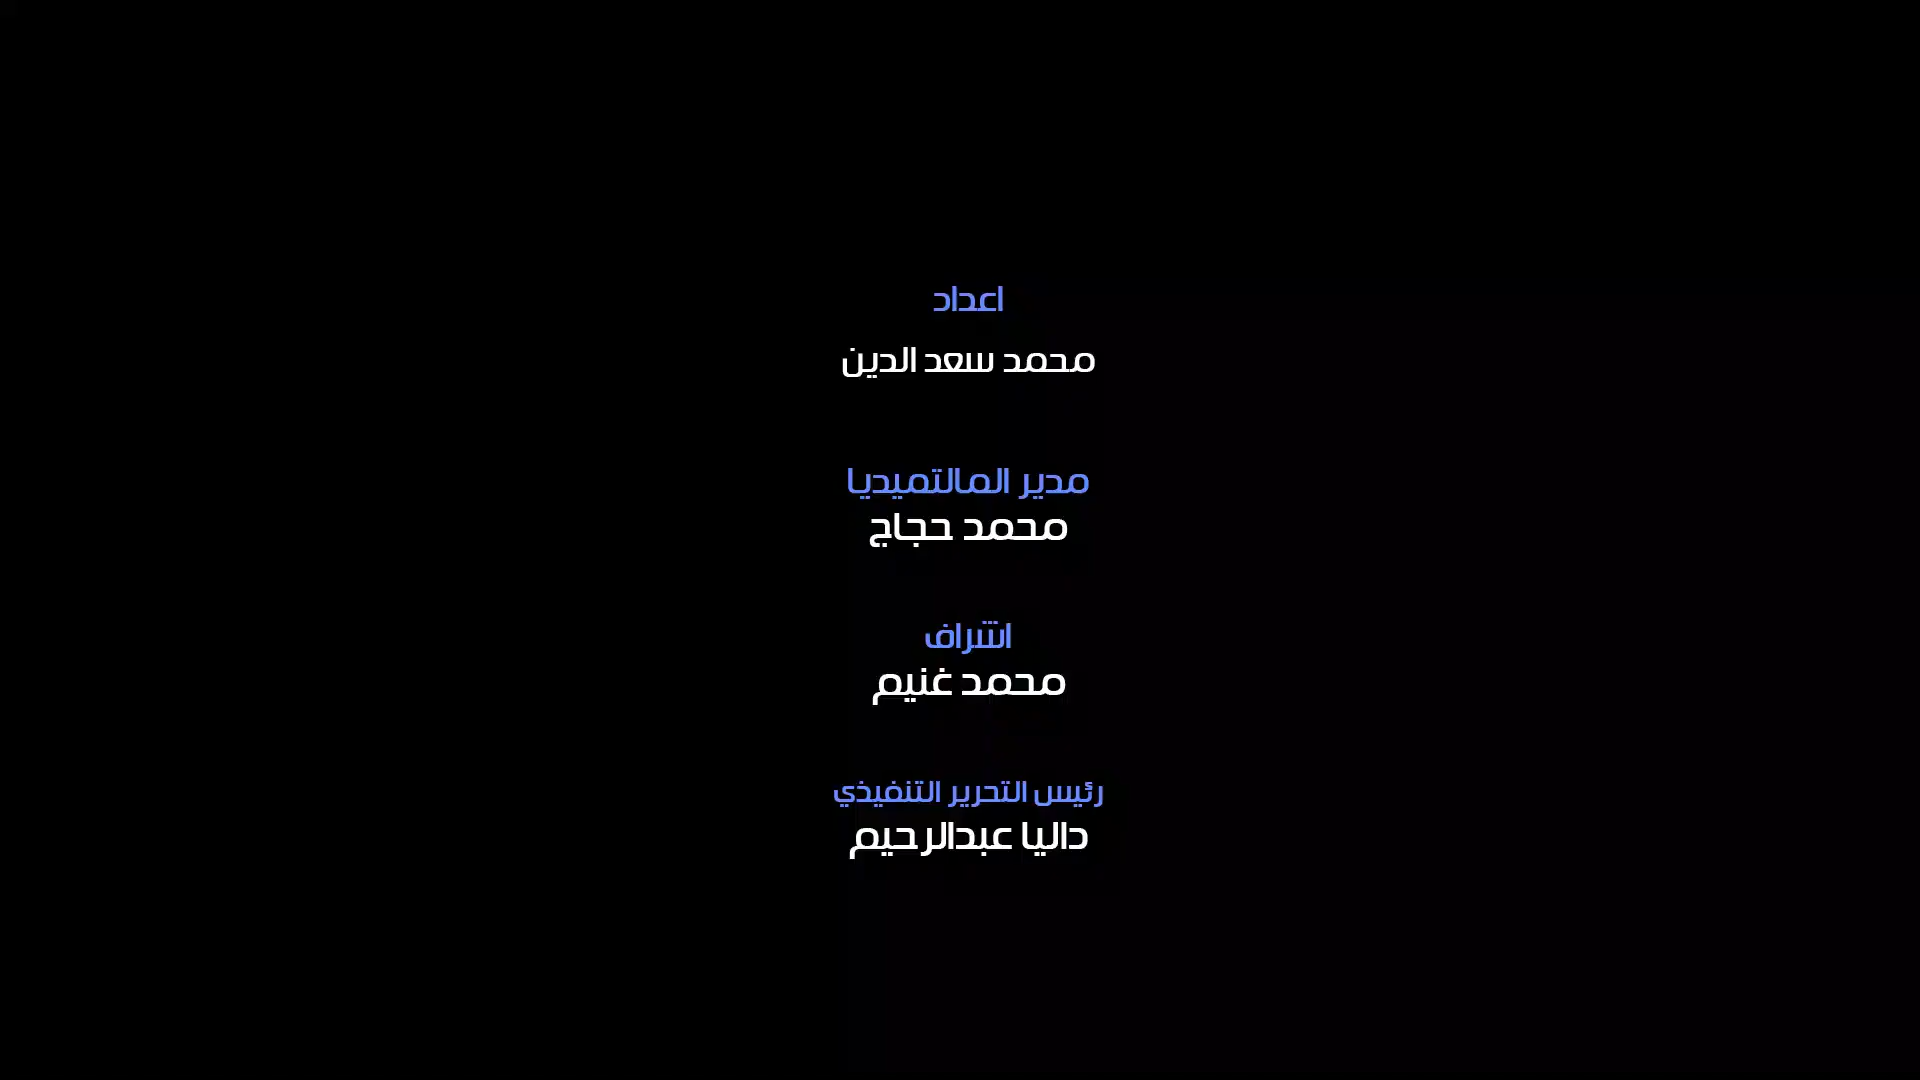 اعداد
محمد سعد الدين
مدير المالتميديا
محمد حجاج
اشراف
محمد غنيم
رئيس التحرير التنفيذي
داليا عبدالرحيم